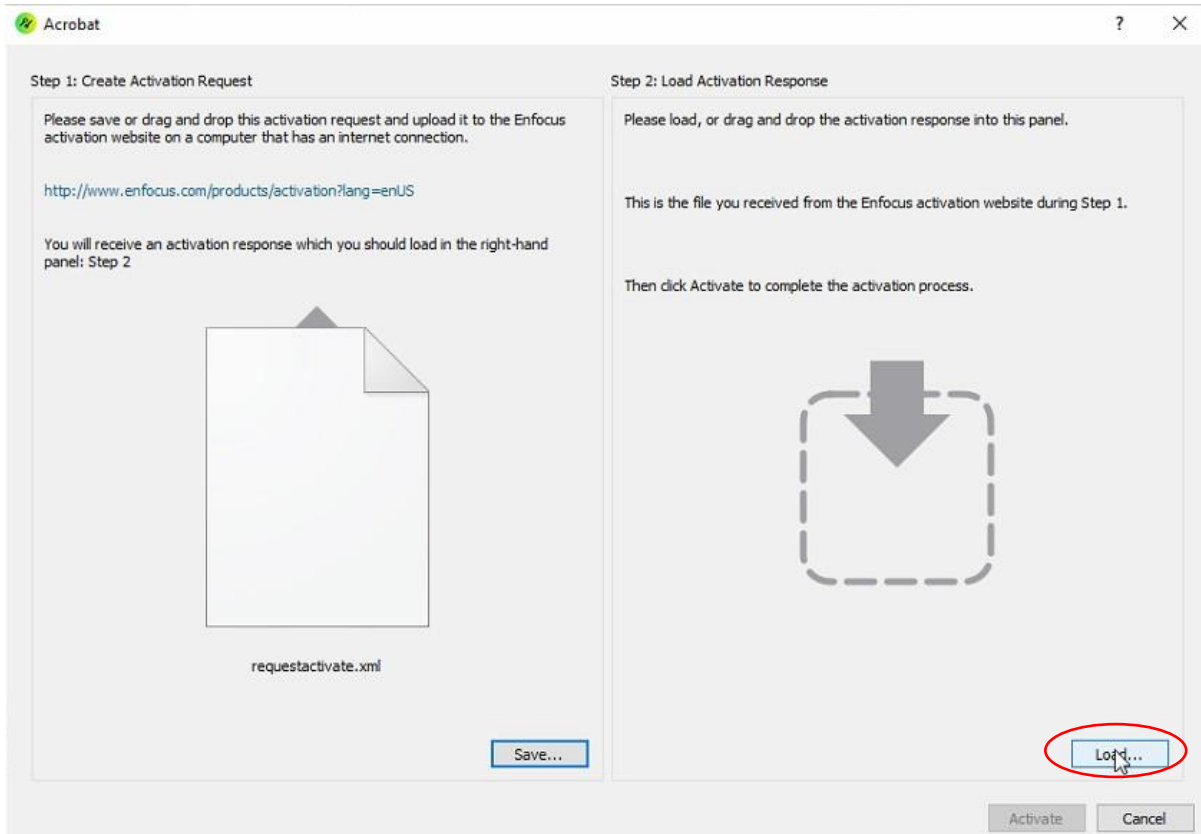 Acrobat
?
Step 1: Create Activation Request
Please save or drag and drop this activation request and upload it to the Enfocus
activation website on a computer that has an internet connection.
http://www.enfocus.com/products/activation?lang=enUS
You will receive an activation response which you should load in the right-hand
panel: Step 2
requestactivate.xml
Save...
Step 2: Load Activation Response
Please load, or drag and drop the activation response into this panel.
This is the file you received from the Enfocus activation website during Step 1.
Then click Activate to complete the activation process.
Load...
Activate
Cancel